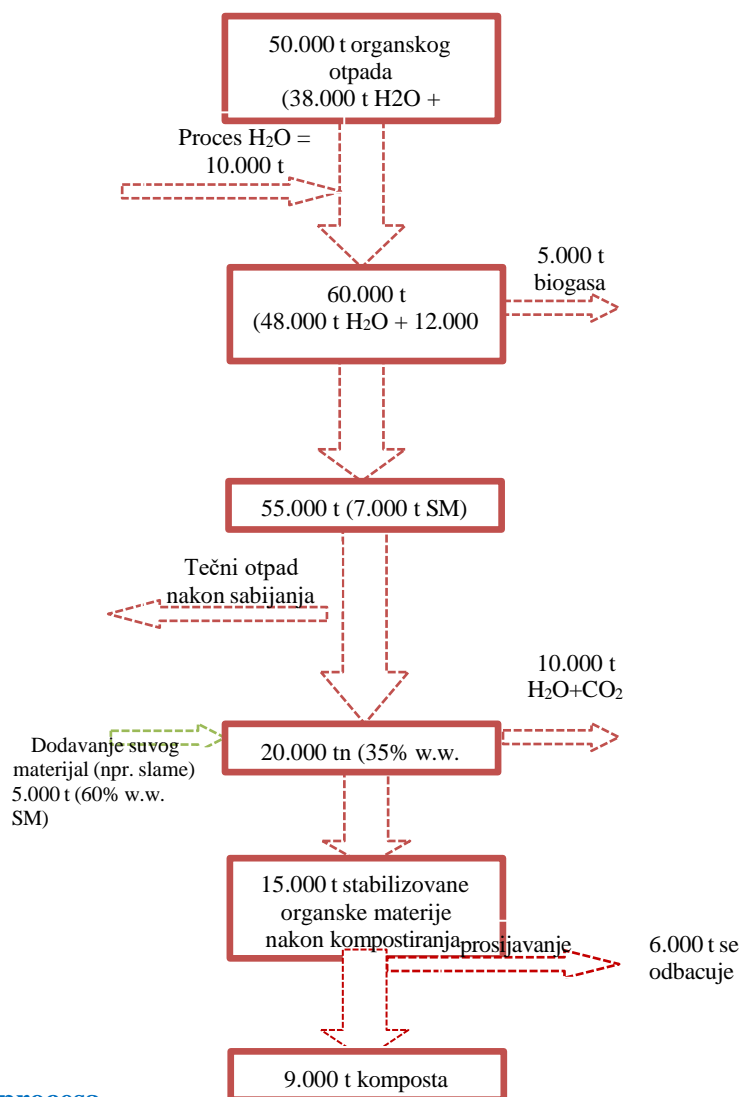 50.000 t organskog
otpada
(38.000 t H2O +
Proces H₂O =
10.000 t
5.000 t
biogasa
60.000 t
(48.000 t H₂O + 12.000
55.000 t (7.000 t SM)
Tečni otpad
nakon sabijanja
10.000 t
H₂O+CO₂
Dodavanje suvog
materijal (npr. slame)
5.000 t (60% w.w.
SM)
20.000 tn (35% w.w.
15.000 t stabilizovane
organske materije
nakon kompostiranja
prosijavanje
6.000 t se
odbacuje
9.000 t komposta